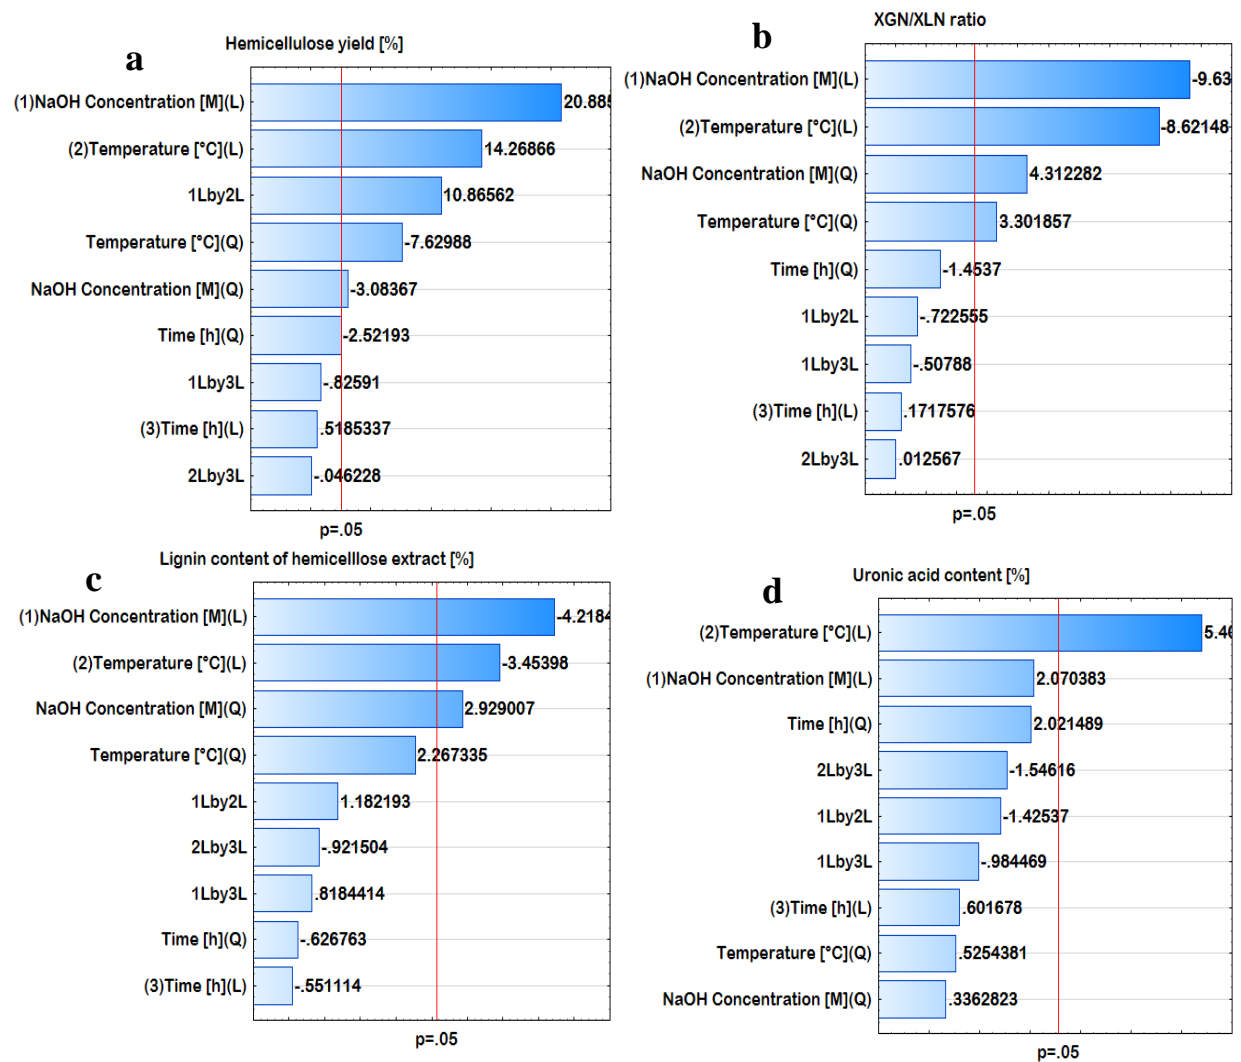 a
Hemicellulose yield [%]
(1)NaOH Concentration [M](L) 20.885
(2)Temperature [°C](L) 14.26866
1Lby2L 10.86562
Temperature [°C](Q) -7.62988
NaOH Concentration [M](Q) -3.08367
Time [h](Q) -2.52193
1Lby3L -.82591
(3)Time [h](L) .5185337
2Lby3L -.046228
p=.05
b
XGN/XLN ratio
(1)NaOH Concentration [M](L) -9.63
(2)Temperature [°C](L) -8.62148
NaOH Concentration [M](Q) 4.312282
Temperature [°C](Q) 3.301857
Time [h](Q) -1.4537
1Lby2L -.722555
1Lby3L -.50788
(3)Time [h](L) .1717576
2Lby3L .012567
p=.05
c
Lignin content of hemicelllose extract [%]
(1)NaOH Concentration [M](L) -4.2184
(2)Temperature [°C](L) -3.45398
NaOH Concentration [M](Q) 2.929007
Temperature [°C](Q) 2.267335
1Lby2L 1.182193
2Lby3L -.921504
1Lby3L .8184414
Time [h](Q) -.626763
(3)Time [h](L) -.551114
p=.05
d
Uronic acid content [%]
(2)Temperature [°C](L) 5.46
(1)NaOH Concentration [M](L) 2.070383
Time [h](Q) 2.021489
2Lby3L -1.54616
1Lby2L -1.42537
1Lby3L -.984469
(3)Time [h](L) .601678
Temperature [°C](Q) .5254381
NaOH Concentration [M](Q) .3362823
p=.05